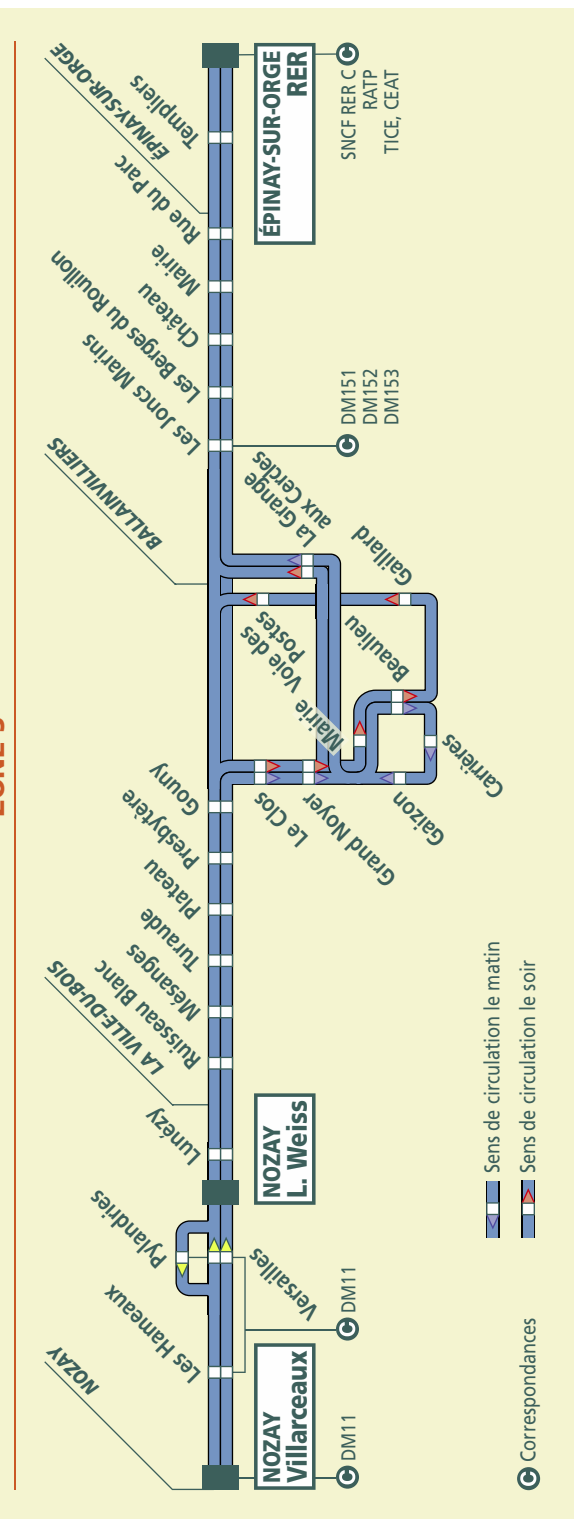 ZONE 5
NOZAY
LA VILLE-DU-BOIS
BALLAINVILLIERS
ÉPINAY-SUR-ORGE
Les Hameaux
Pylandries
Versailles
Lunézy
Ruisseau Blanc
Mésanges
Turaude
Plateau
Presbytère
Gouny
Le Clos
Grand Noyer
Gaizon
Carrières
Mairie
Beaulieu
Voie des
Postes
Gaillard
La Grange
aux Cercles
Les Joncs Marins
Les Berges du Rouillon
Château
Mairie
Rue du Parc
Templiers
NOZAY
Villarceaux
C DM11
C DM11
NOZAY
L. Weiss
C DM151
DM152
DM153
ÉPINAY-SUR-ORGE
RER
C
SNCF RER C
RATP
TICE, CEAT
C Correspondances
Sens de circulation le matin
Sens de circulation le soir